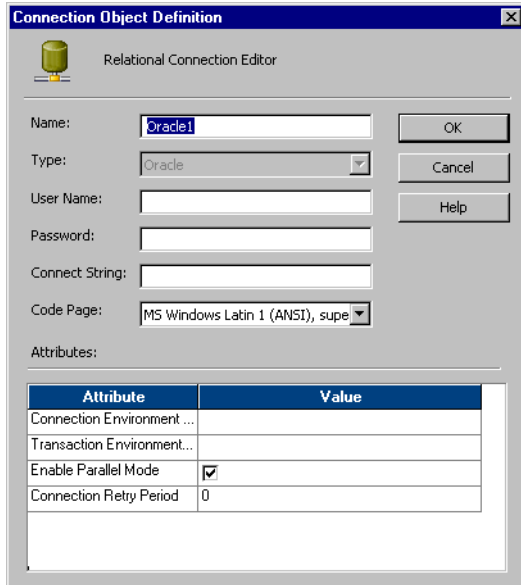 Connection Object Definition
Relational Connection Editor
Name: Oracle1 OK
Type: Oracle Cancel
User Name: Help
Password:
Connect String:
Code Page: MS Windows Latin 1 (ANSI), supe
Attributes:
Attribute Value
Connection Environment ...
Transaction Environment...
Enable Parallel Mode
Connection Retry Period 0